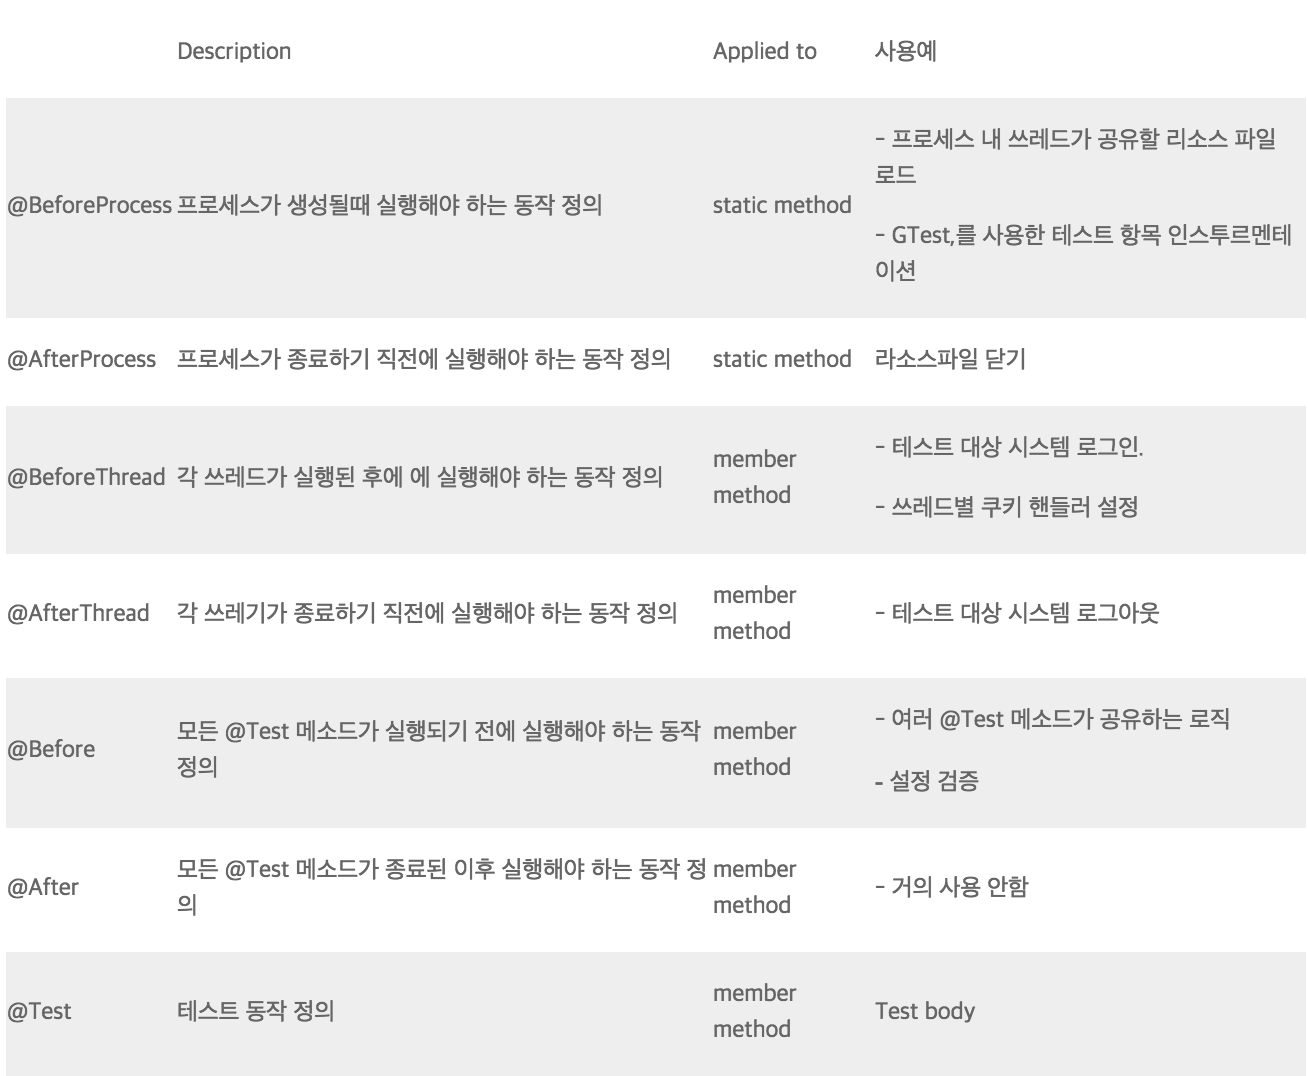 Description Applied to 사용예
- 프로세스 내 쓰레드가 공유할 리소스 파일
로드
@BeforeProcess 프로세스가 생성될때 실행해야 하는 동작 정의 static method
- GTest,를 사용한 테스트 항목 인스투르멘테
이션
@AfterProcess 프로세스가 종료하기 직전에 실행해야 하는 동작 정의 static method 라소스파일 닫기
@BeforeThread 각 쓰레드가 실행된 후에 에 실행해야 하는 동작 정의
member
method
- 테스트 대상 시스템 로그인.
- 쓰레드별 쿠키 핸들러 설정
@AfterThread 각 쓰레기가 종료하기 직전에 실행해야 하는 동작 정의
member
method
- 테스트 대상 시스템 로그아웃
@Before
모든 @Test 메소드가 실행되기 전에 실행해야 하는 동작
정의
member
method
- 여러 @Test 메소드가 공유하는 로직
- 설정 검증
@After
모든 @Test 메소드가 종료된 이후 실행해야 하는 동작 정
의
member
method
- 거의 사용 안함
@Test 테스트 동작 정의
member
method
Test body